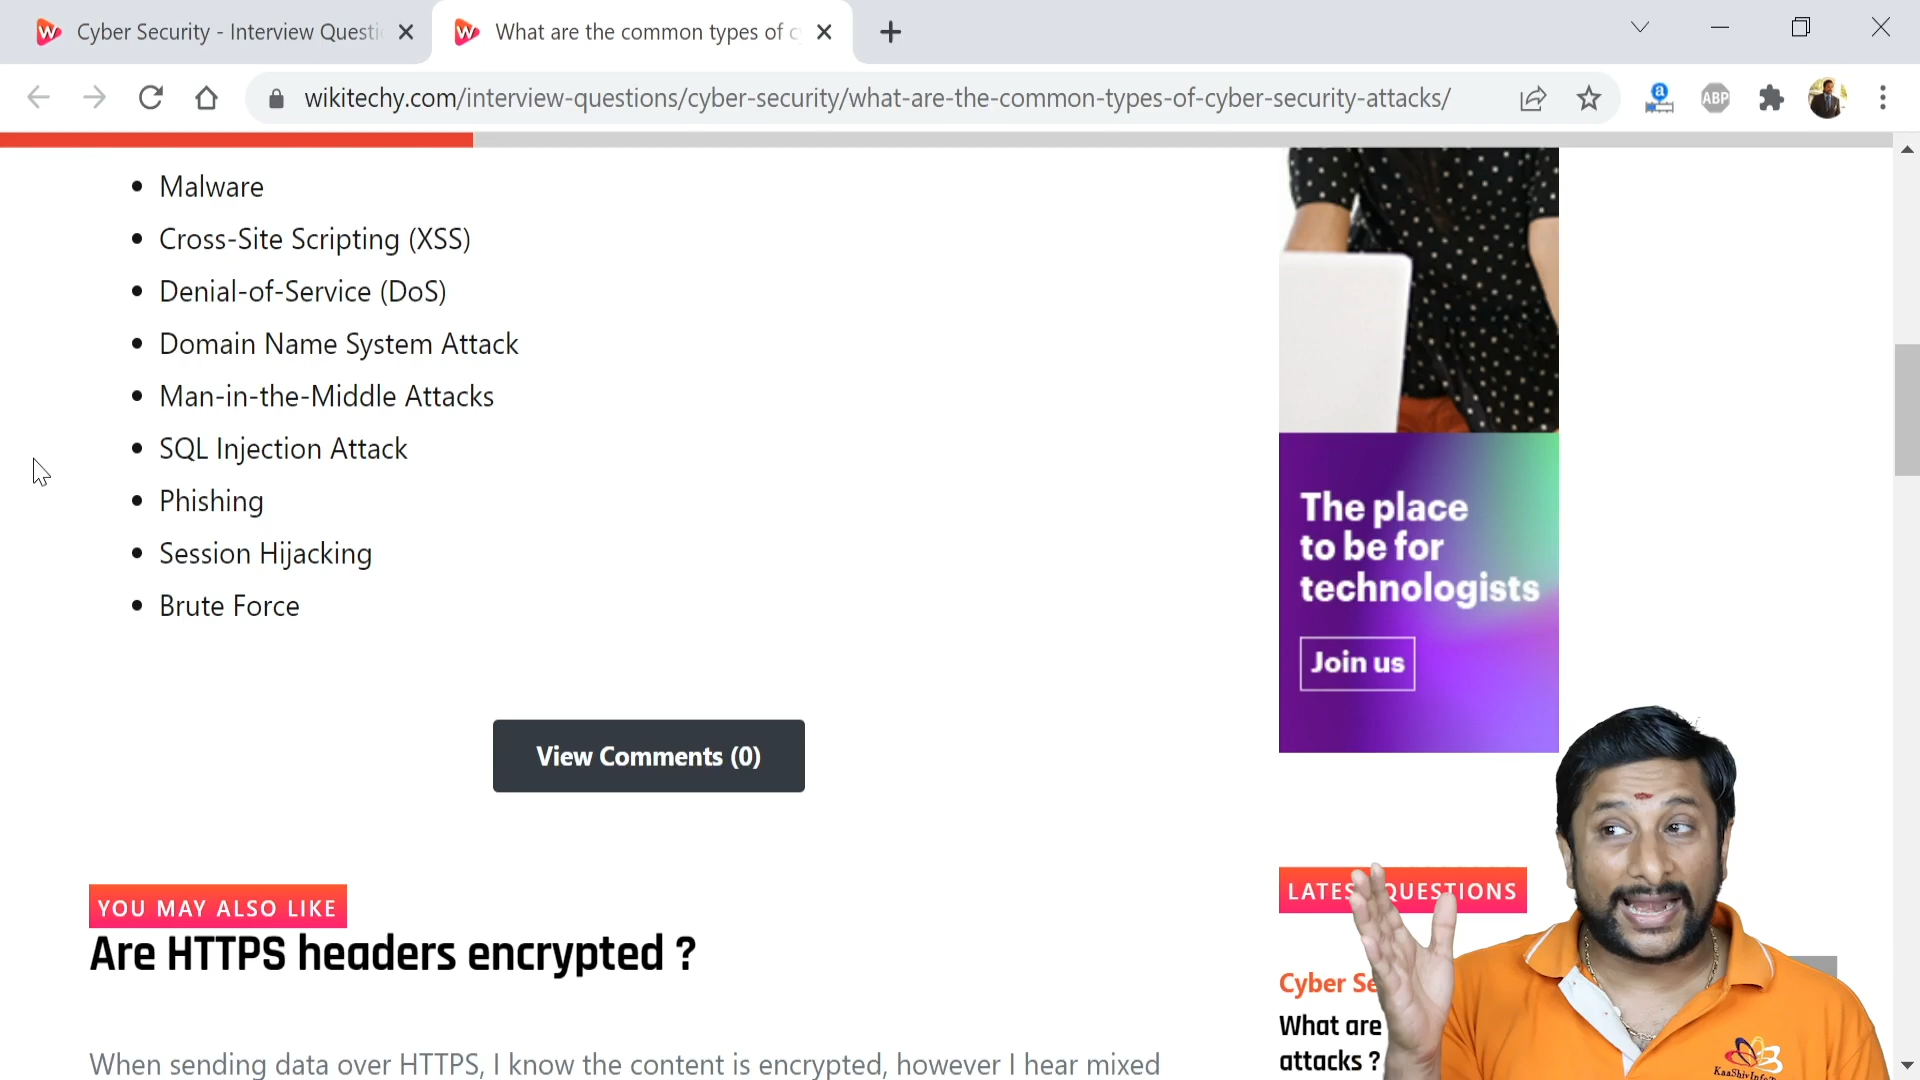 Cyber Security - Interview Questi
What are the common types of c
wikitechy.com/interview-questions/cyber-security/what-are-the-common-types-of-cyber-security-attacks/
a
ABP
• Malware
• Cross-Site Scripting (XSS)
• Denial-of-Service (DoS)
• Domain Name System Attack
• Man-in-the-Middle Attacks
• SQL Injection Attack
• Phishing
• Session Hijacking
• Brute Force
View Comments (0)
YOU MAY ALSO LIKE
Are HTTPS headers encrypted ?
When sending data over HTTPS, I know the content is encrypted, however I hear mixed
The place
to be for
technologists
Join us
LATES QUESTIONS
Cyber Se
What are
attacks ?